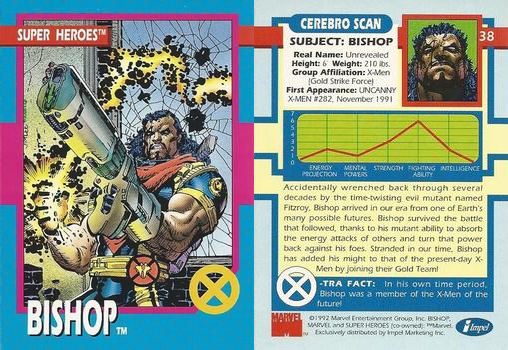 SUPER HEROES™
BISHOP™
CEREBRO SCAN
38
SUBJECT: BISHOP
Real Name: Unrevealed
Height: 6' Weight: 210 lbs.
Group Affiliation: X-Men
(Gold Strike Force)
First Appearance: UNCANNY
X-MEN #282, November 1991
7
6
5
4
3
2
1
0
ENERGY PROJECTION
MENTAL POWERS
STRENGTH
FIGHTING ABILITY
INTELLIGENCE
Accidentally wrenched back through several
decades by the time-twisting evil mutant named
Fitzroy, Bishop arrived in our era from one of Earth's
many possible futures. Bishop survived the battle
that followed, thanks to his mutant ability to absorb
the energy attacks of others and turn that power
back against his foes. Stranded in our time, Bishop
has added his might to that of the present-day X-
Men by joining their Gold Team!
X-TRA FACT: In his own time period,
Bishop was a member of the X-Men of the
future!
MARVEL
©1992 Marvel Entertainment Group, Inc. BISHOP,
MARVEL and SUPER HEROES (co-owned): ™Marvel.
Exclusively distributed by Impel Marketing Inc.
Impel